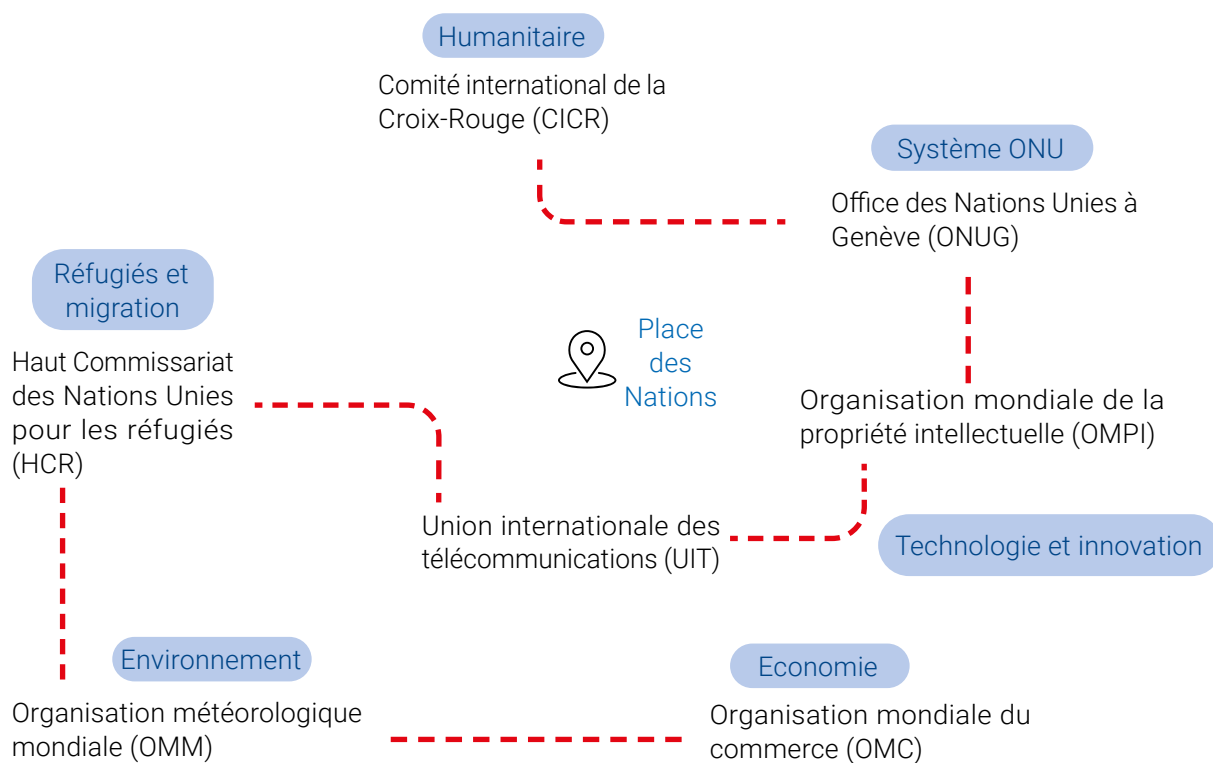 Humanitaire
Comité international de la
Croix-Rouge (CICR)
Système ONU
Office des Nations Unies à
Genève (ONUG)
Réfugiés et
migration
Haut Commissariat
des Nations Unies
pour les réfugiés
(HCR)
Place
des
Nations
Organisation mondiale de la
propriété intellectuelle (OMPI)
Union internationale des
télécommunications (UIT)
Technologie et innovation
Environnement
Organisation météorologique
mondiale (OMM)
Economie
Organisation mondiale du
commerce (OMC)